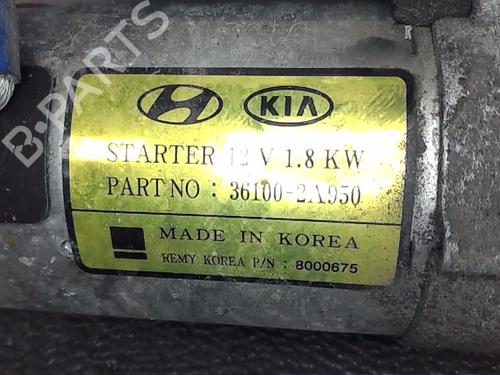 B-PARTS
KIA
STARTER 12 V 1.8 KW
PART NO : 36100-2A950
MADE IN KOREA
REMY KOREA P/N : 8000675